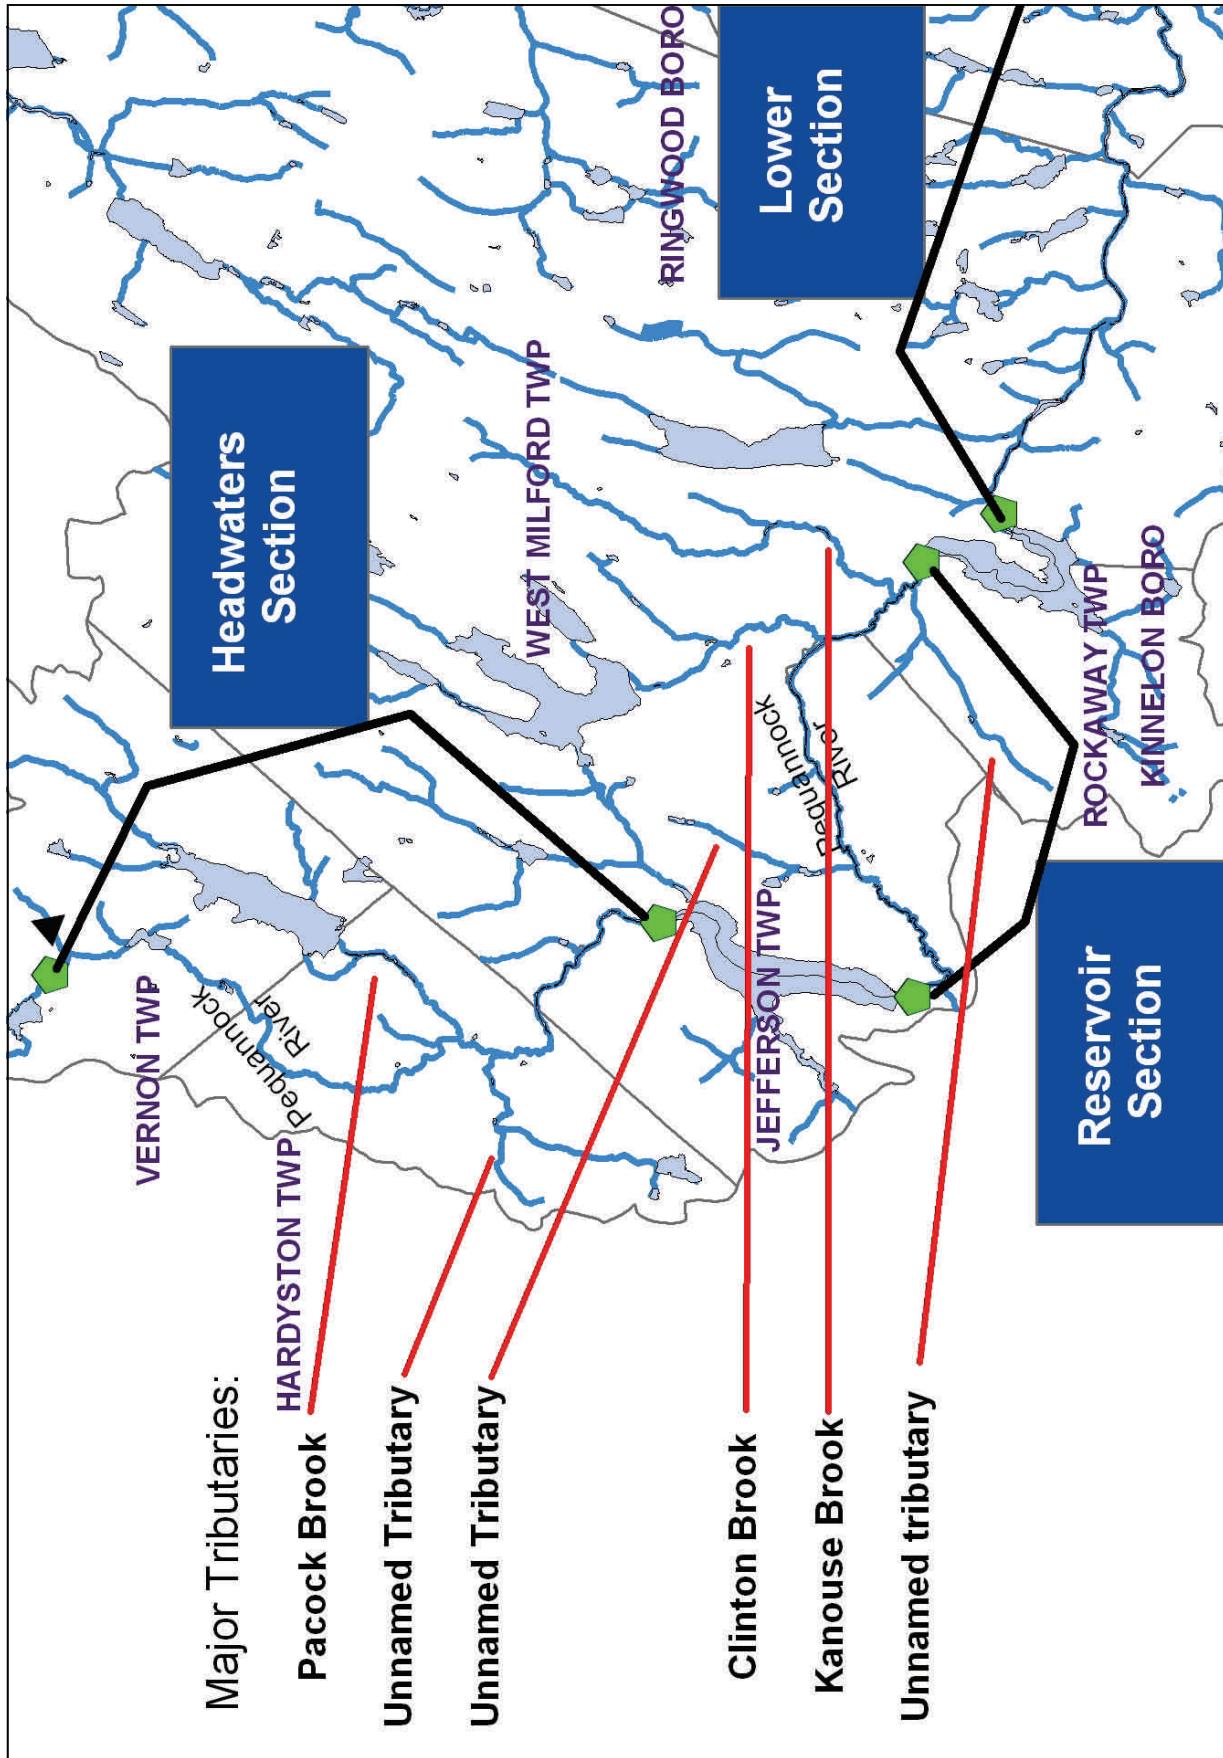 Major Tributaries:
Pacock Brook
Unnamed Tributary
Unnamed Tributary
Clinton Brook
Kanouse Brook
Unnamed tributary
VERNON TWP
HARDYSTON TWP
Pequannock
River
Headwaters
Section
WEST MILFORD TWP
RINGWOOD BORO
Lower
Section
JEFFERSON TWP
Pequannock
River
ROCKAWAY TWP
KINNELON BORO
Reservoir
Section